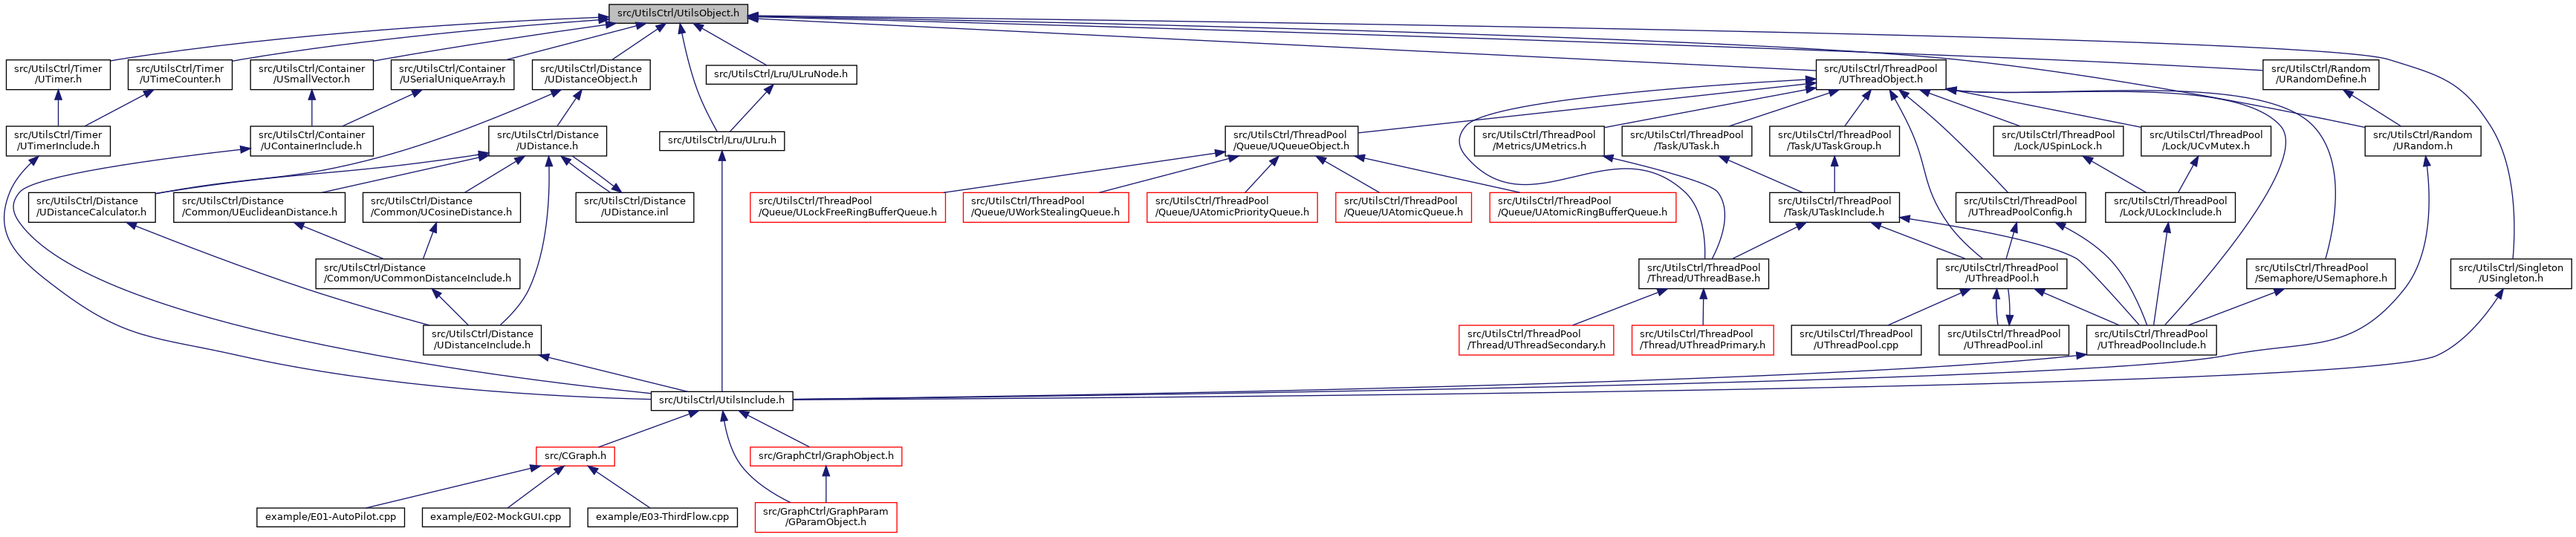 src/UtilsCtrl/UtilsObject.h
src/UtilsCtrl/Timer
/UTimer.h
src/UtilsCtrl/Timer
/UTimeCounter.h
src/UtilsCtrl/Container
/USmallVector.h
src/UtilsCtrl/Container
/USerialUniqueArray.h
src/UtilsCtrl/Distance
/UDistanceObject.h
src/UtilsCtrl/Lru/ULruNode.h
src/UtilsCtrl/ThreadPool
/UThreadObject.h
src/UtilsCtrl/Random
/URandomDefine.h
src/UtilsCtrl/Timer
/UTimerInclude.h
src/UtilsCtrl/Container
/UContainerInclude.h
src/UtilsCtrl/Distance
/UDistance.h
src/UtilsCtrl/Lru/ULru.h
src/UtilsCtrl/ThreadPool
/Queue/UQueueObject.h
src/UtilsCtrl/ThreadPool
/Metrics/UMetrics.h
src/UtilsCtrl/ThreadPool
/Task/UTask.h
src/UtilsCtrl/ThreadPool
/Task/UTaskGroup.h
src/UtilsCtrl/ThreadPool
/Lock/USpinLock.h
src/UtilsCtrl/ThreadPool
/Lock/UCvMutex.h
src/UtilsCtrl/Random
/URandom.h
src/UtilsCtrl/Distance
/UDistanceCalculator.h
src/UtilsCtrl/Distance
/Common/UEuclideanDistance.h
src/UtilsCtrl/Distance
/Common/UCosineDistance.h
src/UtilsCtrl/Distance
/UDistance.inl
src/UtilsCtrl/ThreadPool
/Queue/ULockFreeRingBufferQueue.h
src/UtilsCtrl/ThreadPool
/Queue/UWorkStealingQueue.h
src/UtilsCtrl/ThreadPool
/Queue/UAtomicPriorityQueue.h
src/UtilsCtrl/ThreadPool
/Queue/UAtomicQueue.h
src/UtilsCtrl/ThreadPool
/Queue/UAtomicRingBufferQueue.h
src/UtilsCtrl/ThreadPool
/Task/UTaskInclude.h
src/UtilsCtrl/ThreadPool
/UThreadPoolConfig.h
src/UtilsCtrl/ThreadPool
/Lock/ULockInclude.h
src/UtilsCtrl/Distance
/Common/UCommonDistanceInclude.h
src/UtilsCtrl/ThreadPool
/Thread/UThreadBase.h
src/UtilsCtrl/ThreadPool
/UThreadPool.h
src/UtilsCtrl/ThreadPool
/Semaphore/USemaphore.h
src/UtilsCtrl/Singleton
/USingleton.h
src/UtilsCtrl/Distance
/UDistanceInclude.h
src/UtilsCtrl/ThreadPool
/Thread/UThreadSecondary.h
src/UtilsCtrl/ThreadPool
/Thread/UThreadPrimary.h
src/UtilsCtrl/ThreadPool
/UThreadPool.cpp
src/UtilsCtrl/ThreadPool
/UThreadPool.inl
src/UtilsCtrl/ThreadPool
/UThreadPoolInclude.h
src/UtilsCtrl/UtilsInclude.h
src/CGraph.h
src/GraphCtrl/GraphObject.h
example/E01-AutoPilot.cpp
example/E02-MockGUI.cpp
example/E03-ThirdFlow.cpp
src/GraphCtrl/GraphParam
/GParamObject.h